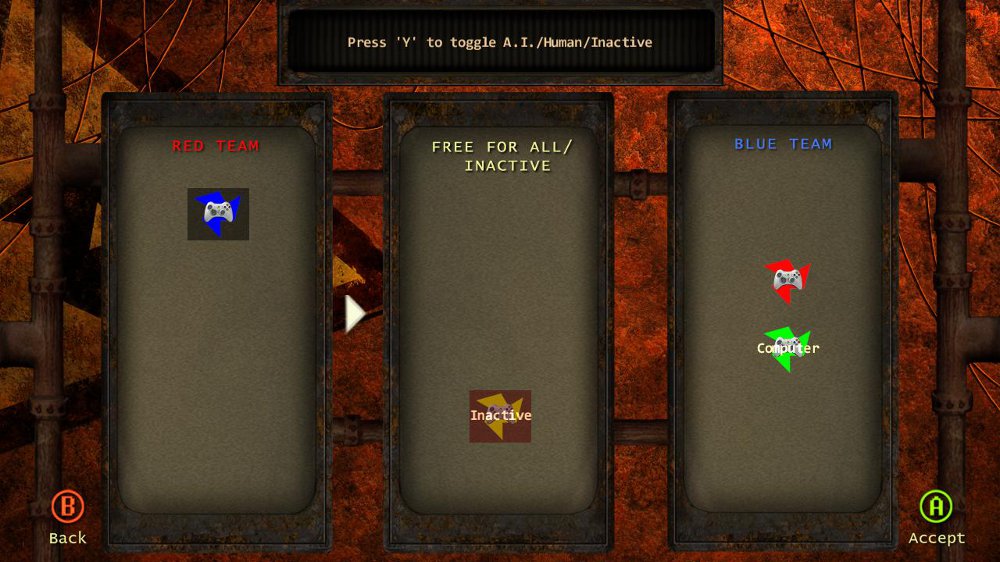 Press 'Y' to toggle A.I./Human/Inactive
RED TEAM
FREE FOR ALL/
INACTIVE
BLUE TEAM
Computer
Inactive
B
Back
A
Accept